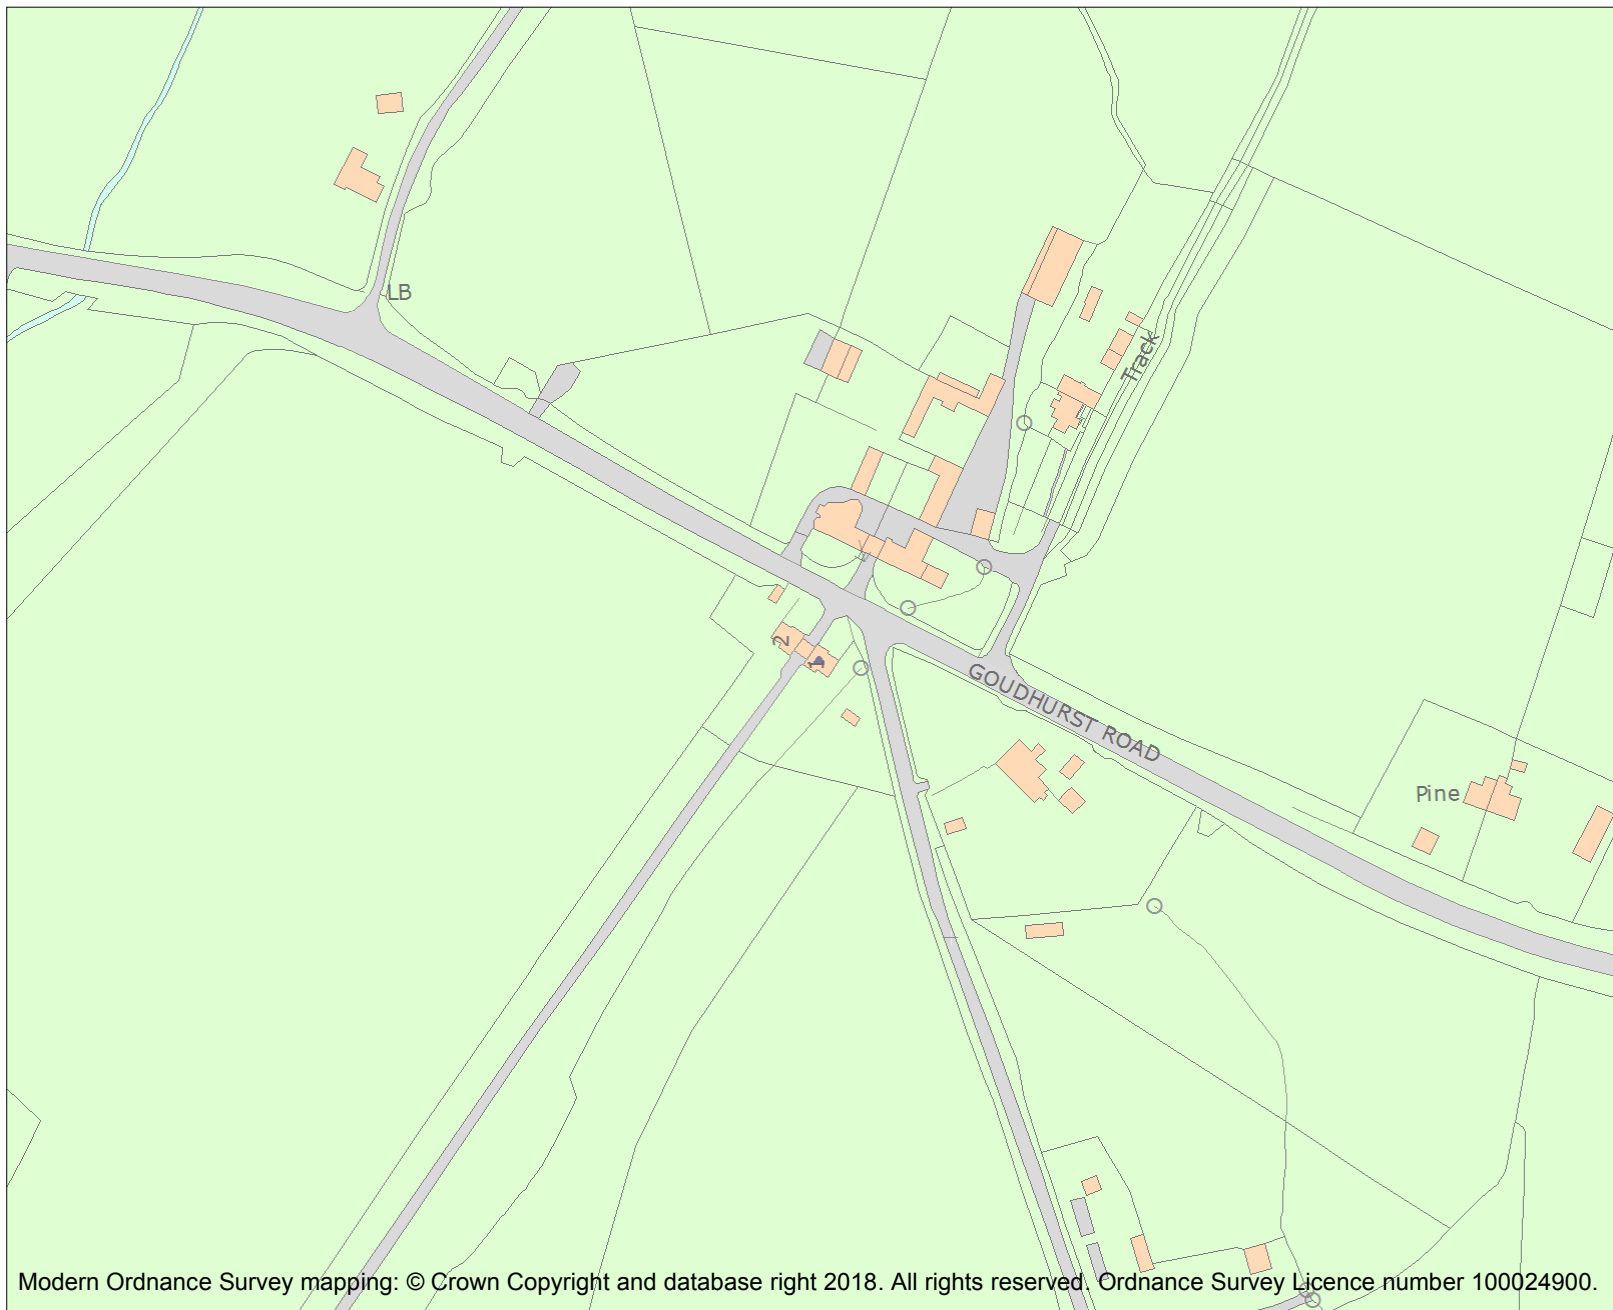 LB
Track
2
1
GOUDHURST ROAD
Pine
Modern Ordnance Survey mapping: © Crown Copyright and database right 2018. All rights reserved. Ordnance Survey Licence number 100024900.